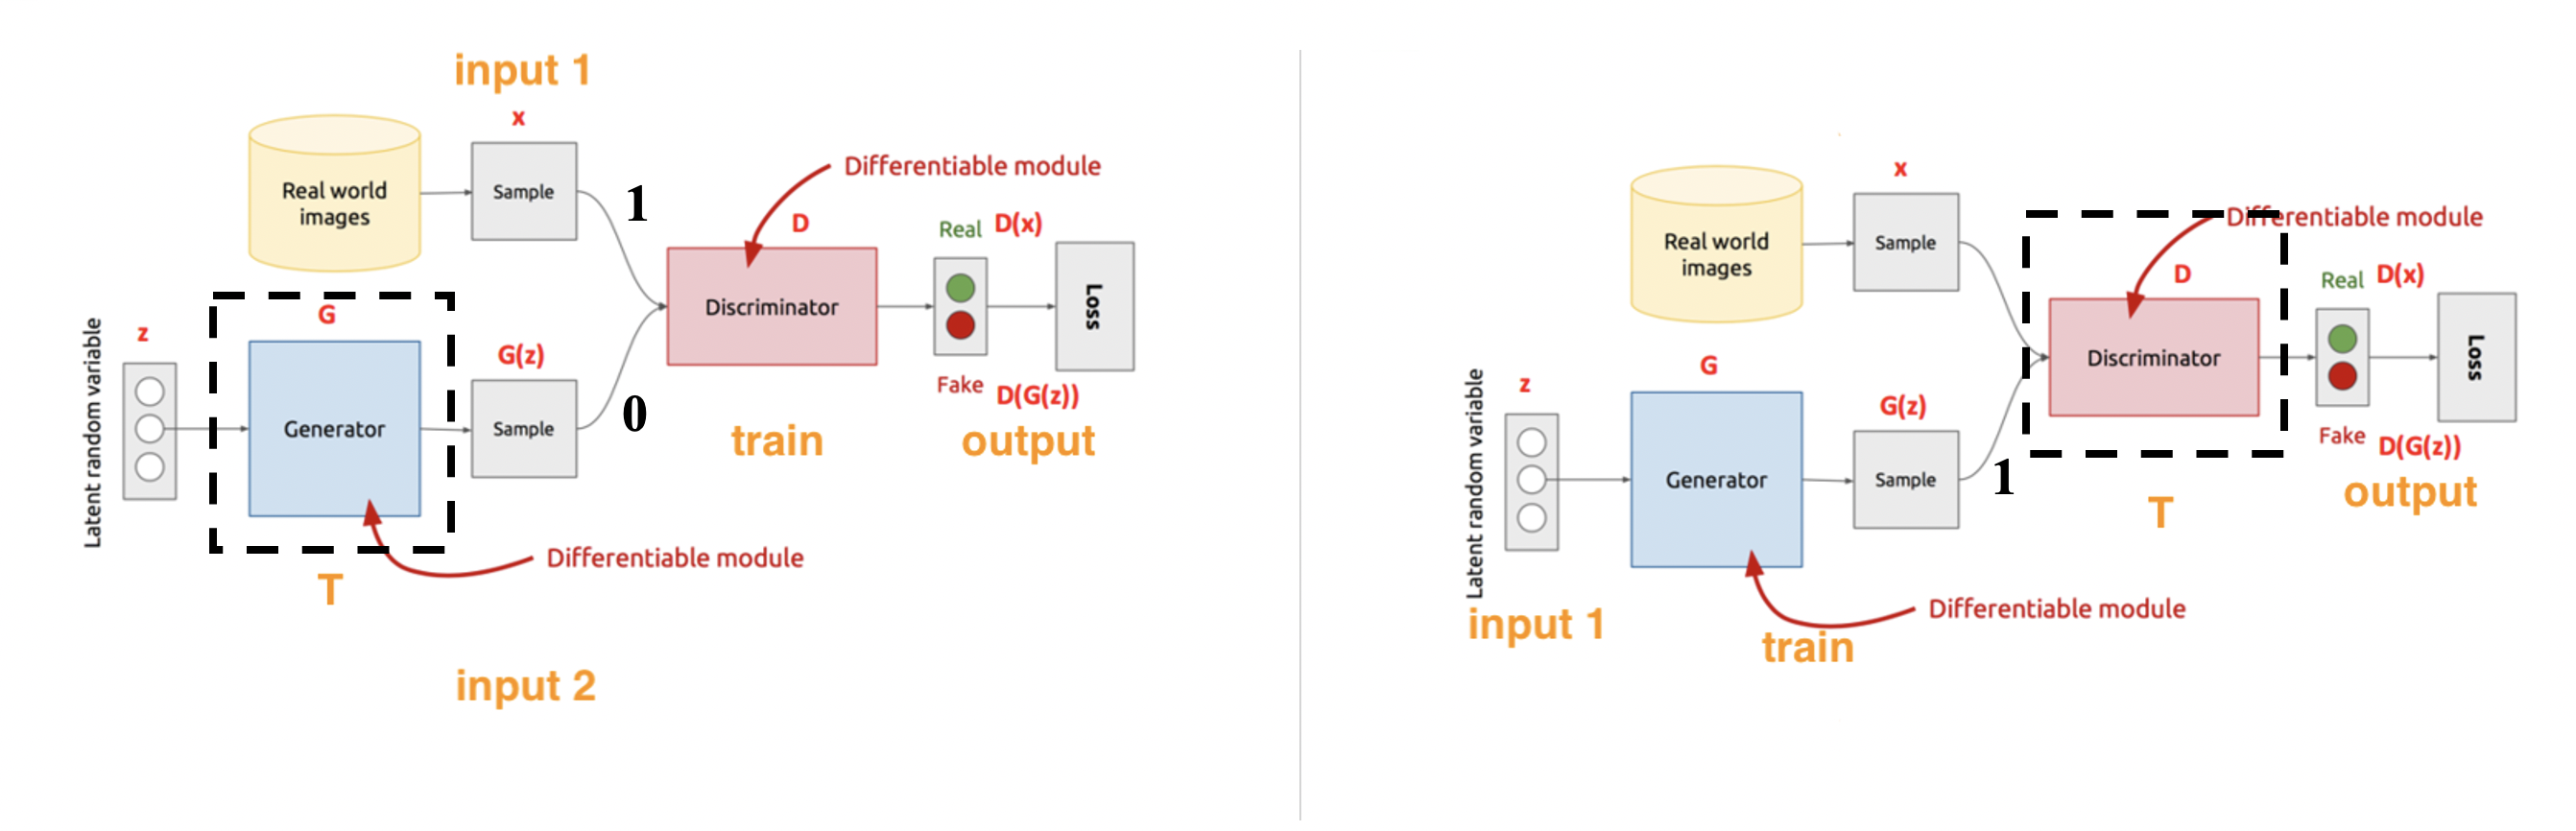 input 1
x
Real world
images
Sample
1
Differentiable module
D
Discriminator
Real D(x)
Loss
Fake D(G(z))
train
output
Latent random variable
z
G
Generator
G(z)
Sample
0
T
Differentiable module
input 2
x
Real world
images
Sample
Differentiable module
D
Discriminator
Real D(x)
Loss
Fake D(G(z))
T
output
Latent random variable
z
G
Generator
G(z)
Sample
1
input 1
train
Differentiable module